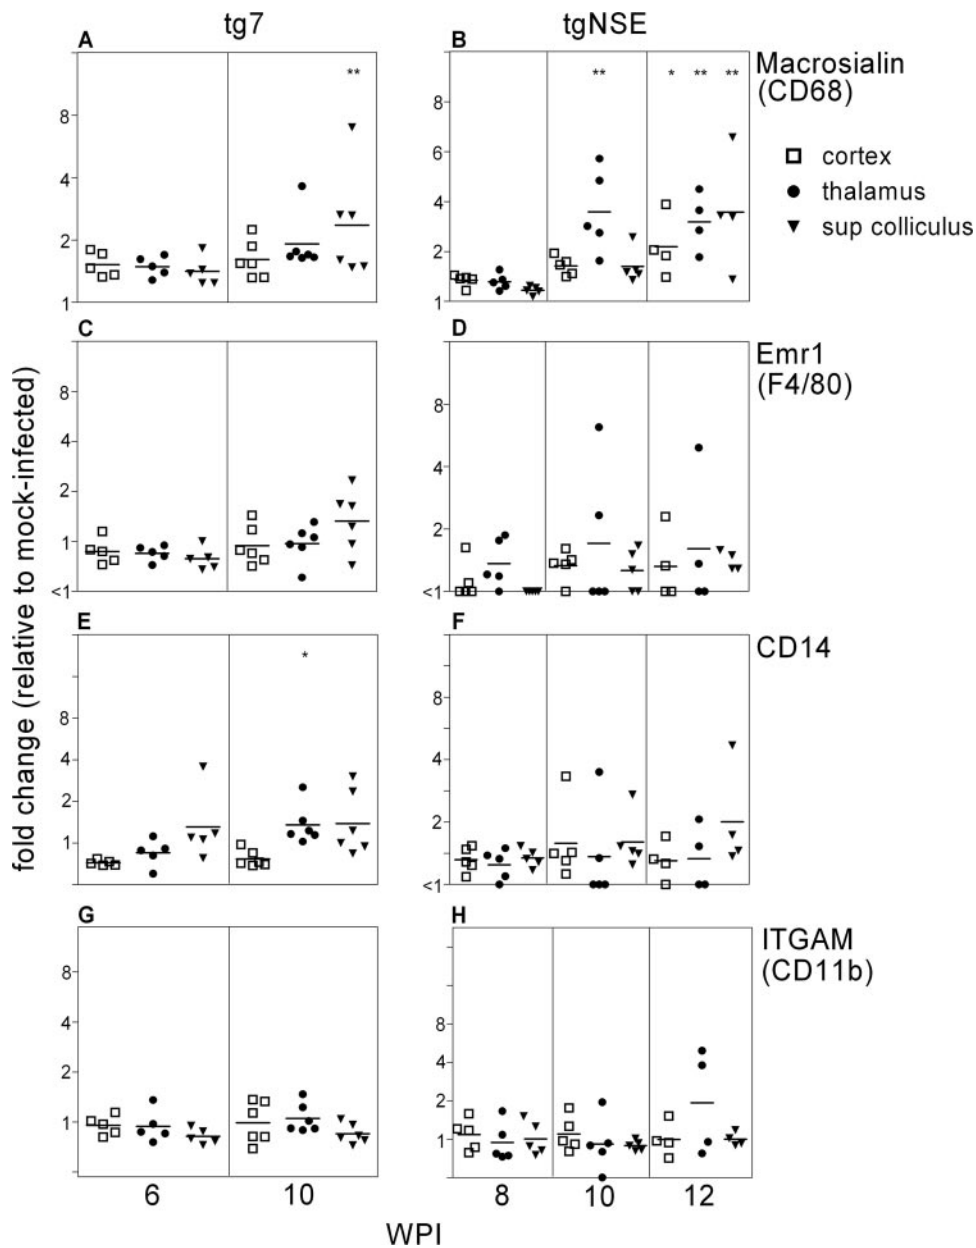 tg7
tgNSE
A
B
Macrosialin
(CD68)
**
**
*
**
**
8
4
2
1
8
6
4
2
1
cortex
thalamus
sup colliculus
C
D
Emr1
(F4/80)
8
4
2
1
<1
8
4
2
<1
fold change (relative to mock-infected)
E
F
CD14
*
8
4
2
1
8
4
2
<1
G
H
ITGAM
(CD11b)
8
4
2
1
8
4
2
1
6
10
8
10
12
WPI